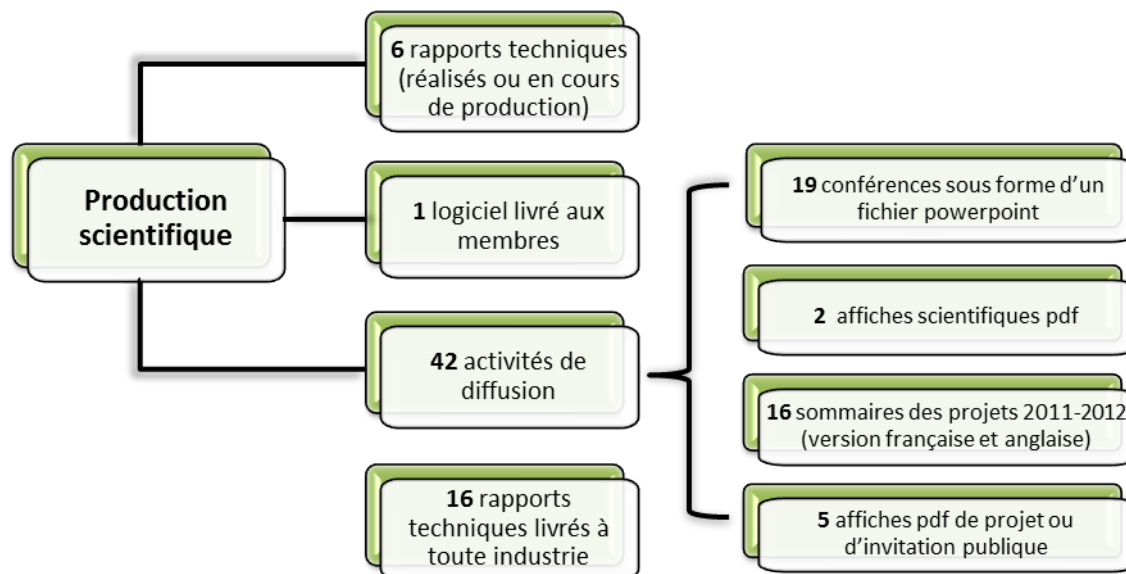 Production
scientifique
6 rapports techniques
(réalisés ou en cours
de production)
1 logiciel livré aux
membres
42 activités de
diffusion
16 rapports
techniques livrés à
toute industrie
19 conférences sous forme d’un
fichier powerpoint
2 affiches scientifiques pdf
16 sommaires des projets 2011-2012
(version française et anglaise)
5 affiches pdf de projet ou
d’invitation publique